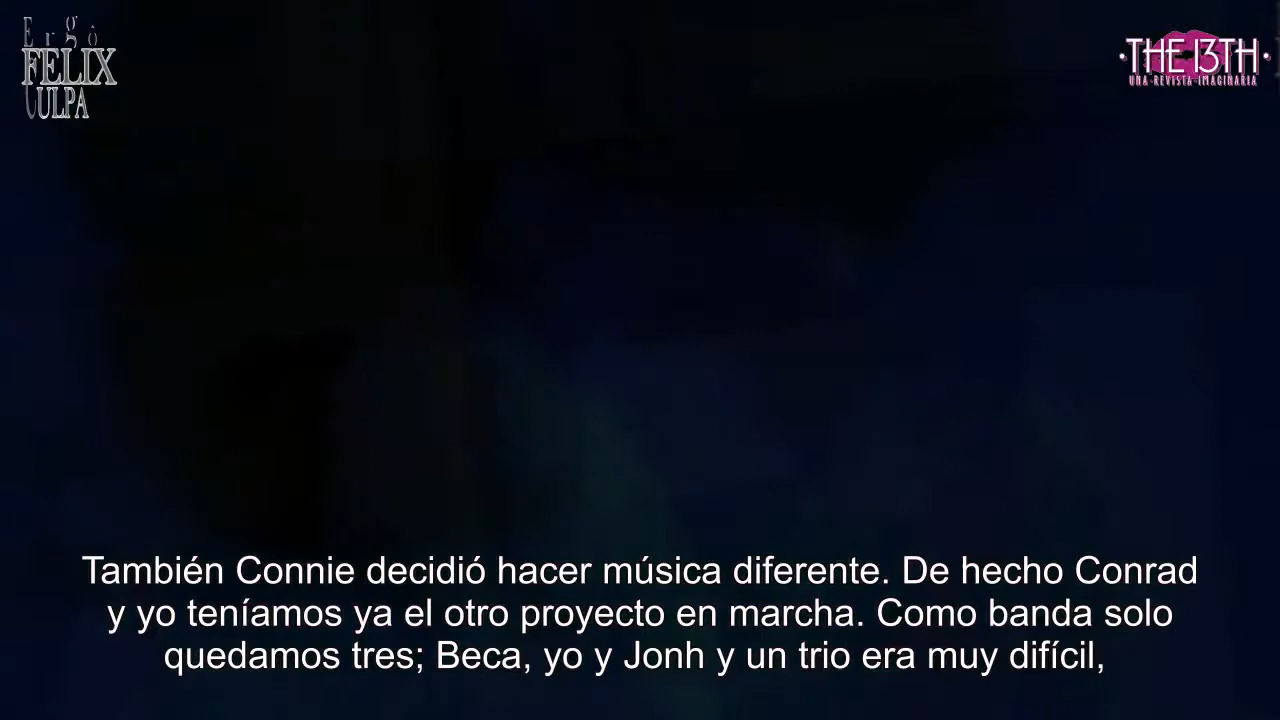 Ergô
FELIX
CULPA
THE 13TH
UNA REVISTA IMAGINARIA
También Connie decidió hacer música diferente. De hecho Conrad
y yo teníamos ya el otro proyecto en marcha. Como banda solo
quedamos tres; Beca, yo y Jonh y un trio era muy difícil,